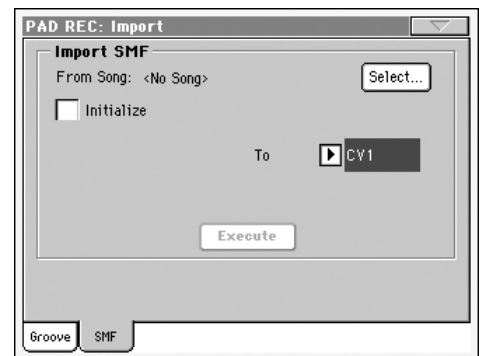 PAD REC: Import
Import SMF
From Song: <No Song> Select...
Initialize
To CV1
Execute
Groove SMF